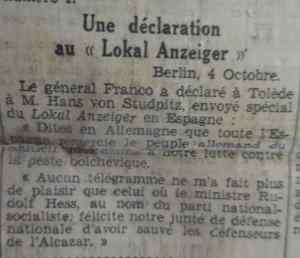 Une déclaration
au « Lokal Anzeiger »
Berlin, 4 Octobre.
Le général Franco a déclaré à Tolède
à M. Hans von Studpitz, envoyé spécial
du Lokal Anzeiger en Espagne :
« Dites en Allemagne que toute l'Es-
remercie le peuple allemand du
à notre lutte contre
la peste bolchévique.
« Aucun télégramme ne m'a fait plus
de plaisir que celui où le ministre Ru-
dolf Hess, au nom du parti national-
socialiste, félicite notre junte de défense
nationale d'avoir sauvé les défenseurs
de l'Alcazar. »